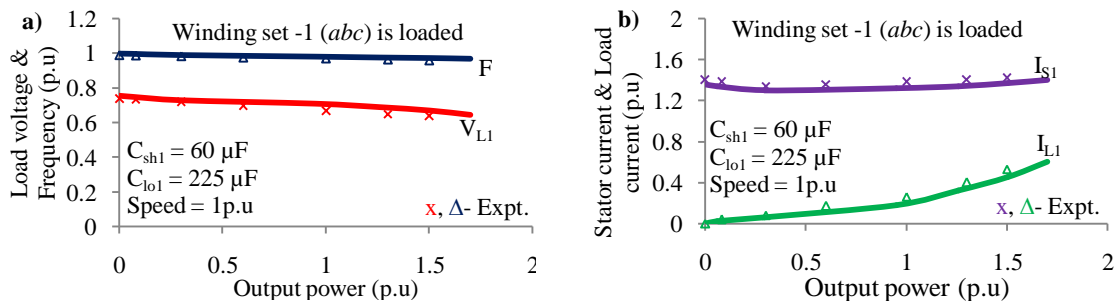 a)
Winding set -1 (abc) is loaded
Load voltage &
Frequency (p.u)
1.2
1
0.8
0.6
0.4
0.2
0
F
V_L1
C_sh1 = 60 µF
C_lo1 = 225 µF
Speed = 1p.u
x, Δ- Expt.
0
0.5
1
1.5
2
Output power (p.u)
b)
Winding set -1 (abc) is loaded
Stator current & Load
current (p.u)
2
1.6
1.2
0.8
0.4
0
I_S1
I_L1
C_sh1 = 60 µF
C_lo1 = 225 µF
Speed = 1p.u
x, Δ- Expt.
0
0.5
1
1.5
2
Output power (p.u)